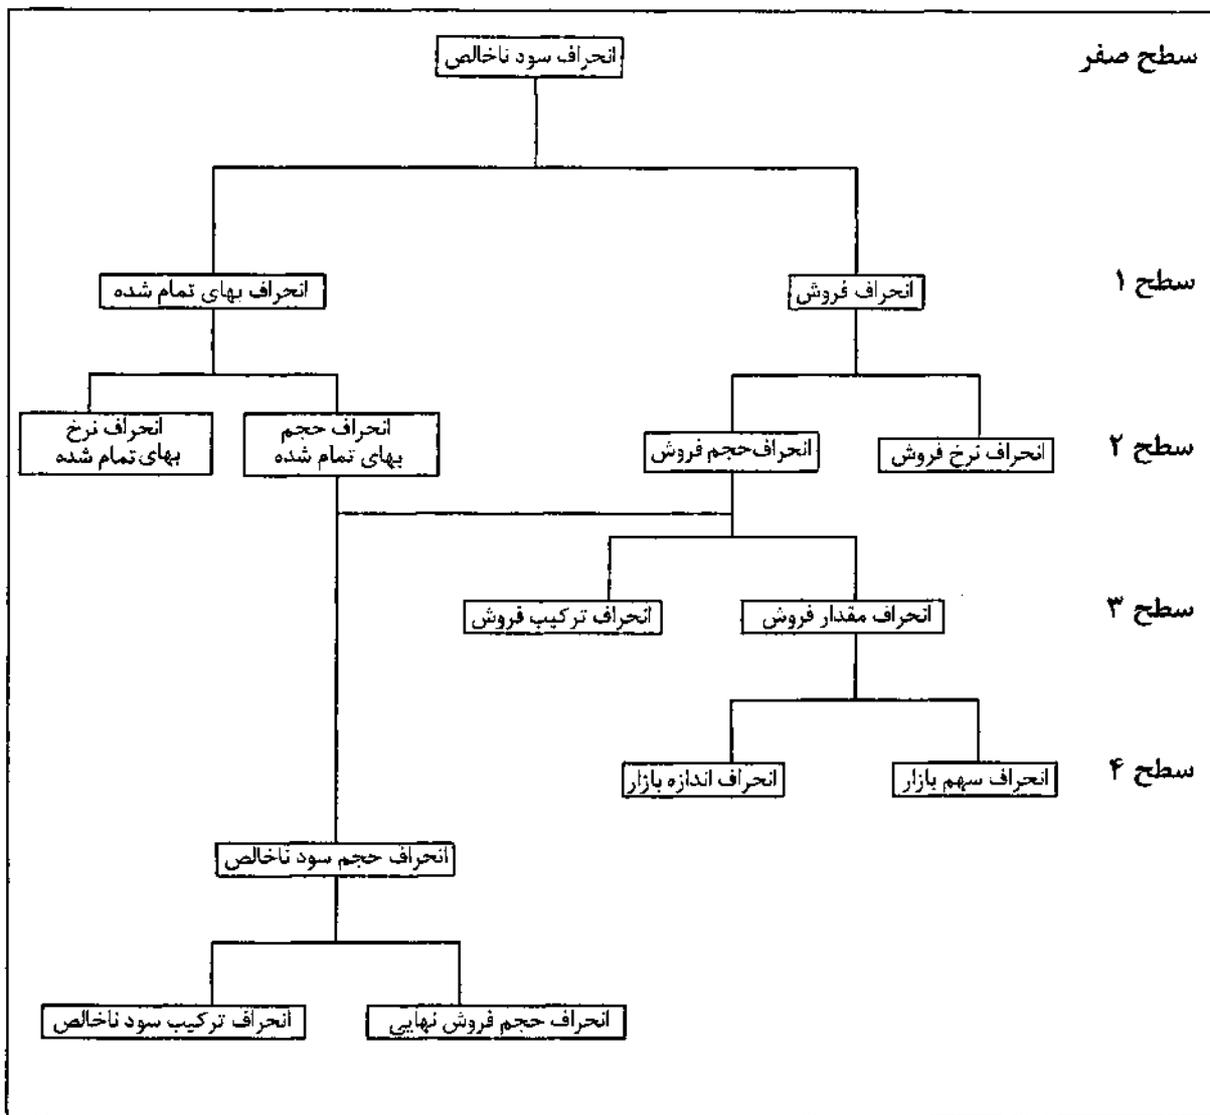 سطح صفر
انحراف سود ناخالص
سطح ۱
انحراف فروش
انحراف بهای تمام شده
سطح ۲
انحراف نرخ فروش
انحراف حجم فروش
انحراف حجم
بهای تمام شده
انحراف نرخ
بهای تمام شده
سطح ۳
انحراف مقدار فروش
انحراف ترکیب فروش
سطح ۴
انحراف سهم بازار
انحراف اندازه بازار
انحراف حجم سود ناخالص
انحراف حجم فروش نهایی
انحراف ترکیب سود ناخالص